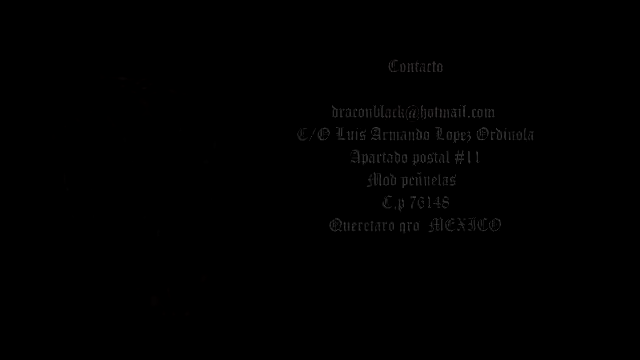 Contacto
draconblack@hotmail.com
C/O Luis Armando Lopez Ordinola
Apartado postal #11
Mod peñuelas
C.p 76148
Queretaro qro MEXICO